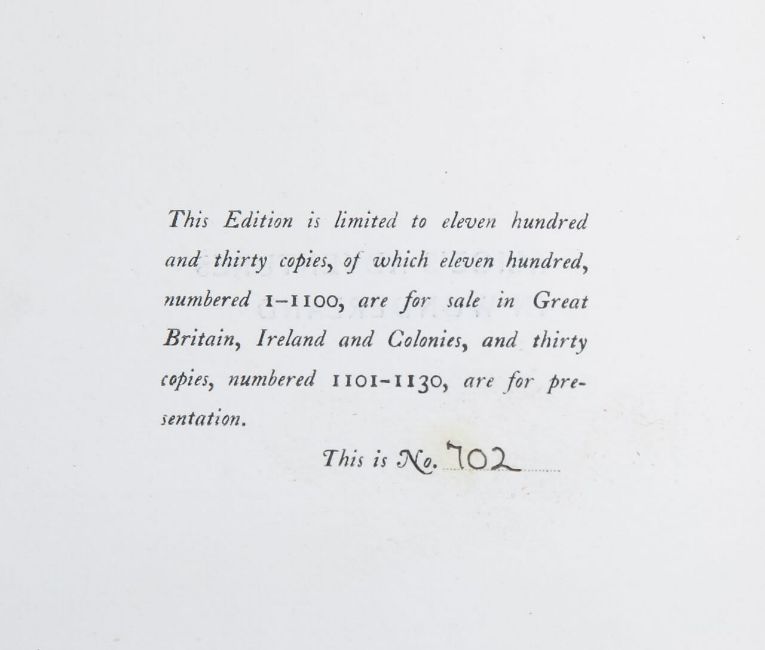 This Edition is limited to eleven hundred
and thirty copies, of which eleven hundred,
numbered 1–1100, are for sale in Great
Britain, Ireland and Colonies, and thirty
copies, numbered 1101–1130, are for pre-
sentation.
This is No. 702